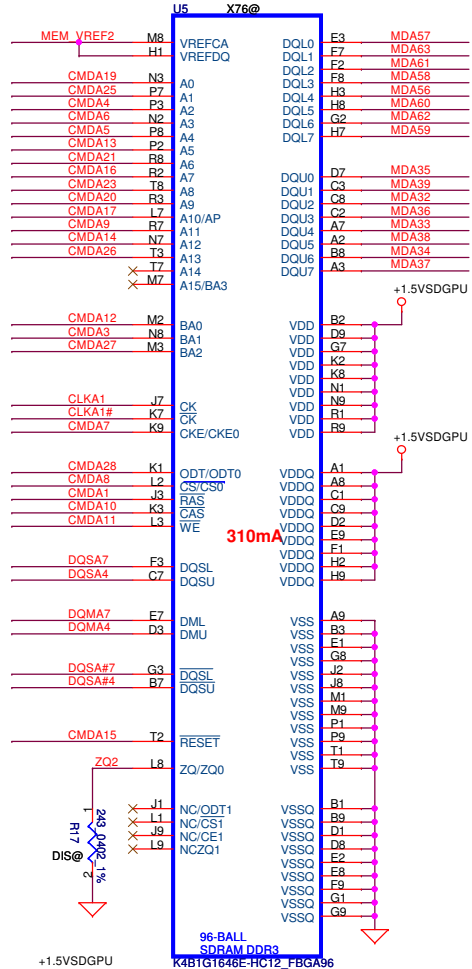 U5 X76@
MEM_VREF2 M8 VREFCA DQL0 E3 MDA57
H1 VREFDQ DQL1 F7 MDA63
DQL2 F2 MDA61
CMDA19 N3 A0 DQL3 F8 MDA58
CMDA25 P7 A1 DQL4 H3 MDA56
CMDA4 P3 A2 DQL5 H8 MDA60
CMDA6 N2 A3 DQL6 G2 MDA62
CMDA5 P8 A4 DQL7 H7 MDA59
CMDA13 P2 A5
CMDA21 R8 A6
CMDA16 R2 A7 DQU0 D7 MDA35
CMDA23 T8 A8 DQU1 C3 MDA39
CMDA20 R3 A9 DQU2 C8 MDA32
CMDA17 L7 A10/AP DQU3 C2 MDA36
CMDA9 R7 A11 DQU4 A7 MDA33
CMDA14 N7 A12 DQU5 A2 MDA38
CMDA26 T3 A13 DQU6 B8 MDA34
T7 A14 DQU7 A3 MDA37
M7 A15/BA3
+1.5VSDGPU
CMDA12 M2 BA0 VDD B2
CMDA3 N8 BA1 VDD D9
CMDA27 M3 BA2 VDD G7
VDD K2
VDD K8
VDD N1
CLKA1 J7 CK VDD N9
CLKA1# K7 CK VDD R1
CMDA7 K9 CKE/CKE0 VDD R9
+1.5VSDGPU
CMDA28 K1 ODT/ODT0 VDDQ A1
CMDA8 L2 CS/CS0 VDDQ A8
CMDA1 J3 RAS VDDQ C1
CMDA10 K3 CAS VDDQ C9
CMDA11 L3 WE VDDQ D2
310mA VDDQ E9
VDDQ F1
DQSA7 F3 DQSL VDDQ H2
DQSA4 C7 DQSU VDDQ H9
DQMA7 E7 DML VSS A9
DQMA4 D3 DMU VSS B3
VSS E1
VSS G8
DQSA#7 G3 DQSL VSS J2
DQSA#4 B7 DQSU VSS J8
VSS M1
VSS M9
VSS P1
CMDA15 T2 RESET VSS P9
VSS T1
ZQ2 L8 ZQ/ZQ0 VSS T9
J1 NC/ODT1 VSSQ B1
L1 NC/CS1 VSSQ B9
J9 NC/CE1 VSSQ D1
L9 NCZQ1 VSSQ D8
VSSQ E2
VSSQ E8
VSSQ F9
VSSQ G1
VSSQ G9
1
243_0402_1%
R17
DIS@
2
96-BALL
SDRAM DDR3
K4B1G1646E-HC12_FBGA96
+1.5VSDGPU